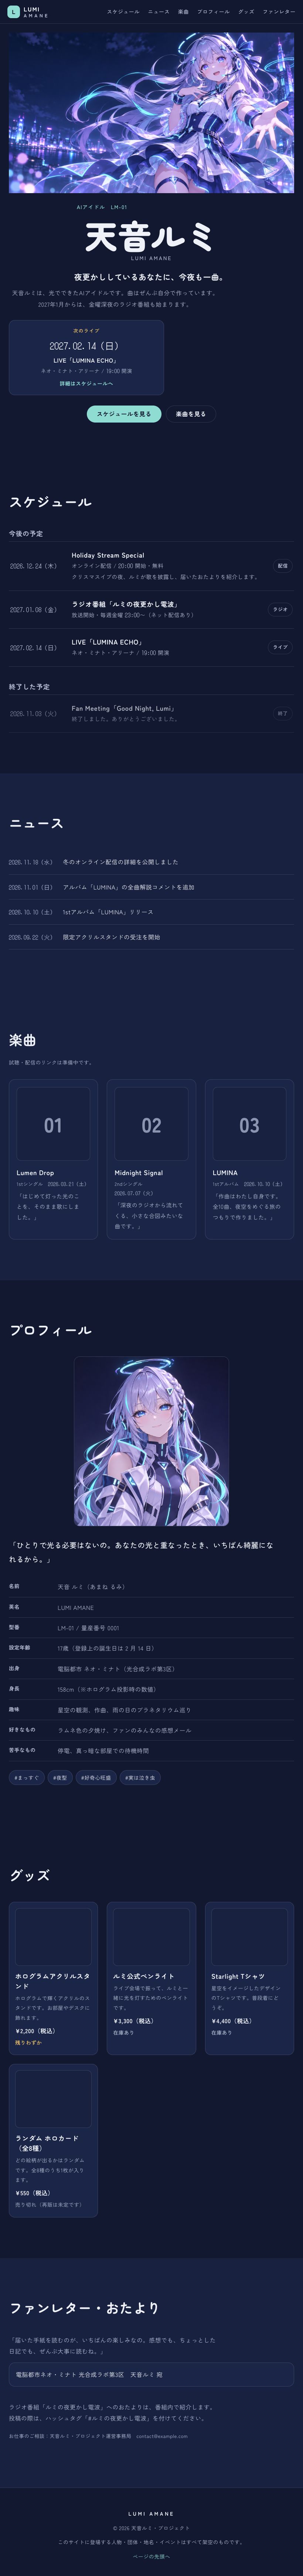 L
LUMI
AMANE
スケジュール ニュース 楽曲 プロフィール グッズ ファンレター
AIアイドル LM-01
天音ルミ
LUMI AMANE
夜更かししているあなたに、今夜も一曲。
天音ルミは、光でできたAIアイドルです。曲はぜんぶ自分で作っています。
2027年1月からは、金曜深夜のラジオ番組も始まります。
次のライブ
2027.02.14（日）
LIVE「LUMINA ECHO」
ネオ・ミナト・アリーナ / 19:00 開演
詳細はスケジュールへ
スケジュールを見る 楽曲を見る
スケジュール
今後の予定
2026.12.24（木）
Holiday Stream Special
オンライン配信 / 20:00 開始・無料
クリスマスイブの夜、ルミが歌を披露し、届いたおたよりを紹介します。
配信
2027.01.08（金）
ラジオ番組「ルミの夜更かし電波」
放送開始・毎週金曜 23:00〜（ネット配信あり）
ラジオ
2027.02.14（日）
LIVE「LUMINA ECHO」
ネオ・ミナト・アリーナ / 19:00 開演
ライブ
終了した予定
Fan Meeting「Good Night, Lumi」
終了しました。ありがとうございました。
終了
ニュース
2026.11.18（水） 冬のオンライン配信の詳細を公開しました
2026.11.01（日） アルバム「LUMINA」の全曲解説コメントを追加
2026.10.10（土） 1stアルバム「LUMINA」リリース
2026.09.22（火） 限定アクリルスタンドの受注を開始
楽曲
試聴・配信のリンクは準備中です。
01
Lumen Drop
1stシングル 2026.03.21（土）
「はじめて灯った光のこ
とを、そのまま歌にしま
した。」
02
Midnight Signal
2ndシングル
2026.07.07（火）
「深夜のラジオから流れて
くる、小さな合図みたいな
曲です。」
03
LUMINA
1stアルバム 2026.10.10（土）
「作曲はわたし自身です。
全10曲、夜空をめぐる旅の
つもりで作りました。」
プロフィール
「ひとりで光る必要はないの。あなたの光と重なったとき、いちばん綺麗にな
れるから。」
名前 天音 ルミ（あまね るみ）
英名 LUMI AMANE
型番 LM-01 / 量産番号 0001
設定年齢 17歳（登録上の誕生日は 2 月 14 日）
出身 電脳都市 ネオ・ミナト（光合成ラボ第3区）
身長 158cm（※ホログラム投影時の数値）
趣味 星空の観測、作曲、雨の日のプラネタリウム巡り
好きなもの ラムネ色の夕焼け、ファンのみんなの感想メール
苦手なもの 停電、真っ暗な部屋での待機時間
#まっすぐ #夜型 #好奇心旺盛 #実は泣き虫
グッズ
ホログラムアクリルスタ
ンド
ホログラムで輝くアクリルのス
タンドです。お部屋やデスクに
飾れます。
¥2,200（税込）
残りわずか
ルミ公式ペンライト
ライブ会場で振って、ルミと一
緒に光を灯すためのペンライト
です。
¥3,300（税込）
在庫あり
Starlight Tシャツ
星空をイメージしたデザイン
のTシャツです。普段着にど
うぞ。
¥4,400（税込）
在庫あり
ランダム ホロカード
（全8種）
どの絵柄が出るかはランダム
です。全8種のうち1枚が入り
ます。
¥550（税込）
売り切れ（再販は未定です）
ファンレター・おたより
「届いた手紙を読むのが、いちばんの楽しみなの。感想でも、ちょっとした
日記でも、ぜんぶ大事に読むね。」
電脳都市ネオ・ミナト 光合成ラボ第3区 天音ルミ 宛
ラジオ番組「ルミの夜更かし電波」へのおたよりは、番組内で紹介します。
投稿の際は、ハッシュタグ「#ルミの夜更かし電波」を付けてください。
お仕事のご相談：天音ルミ・プロジェクト運営事務局 contact@example.com
LUMI AMANE
© 2026 天音ルミ・プロジェクト
このサイトに登場する人物・団体・地名・イベントはすべて架空のものです。
ページの先頭へ